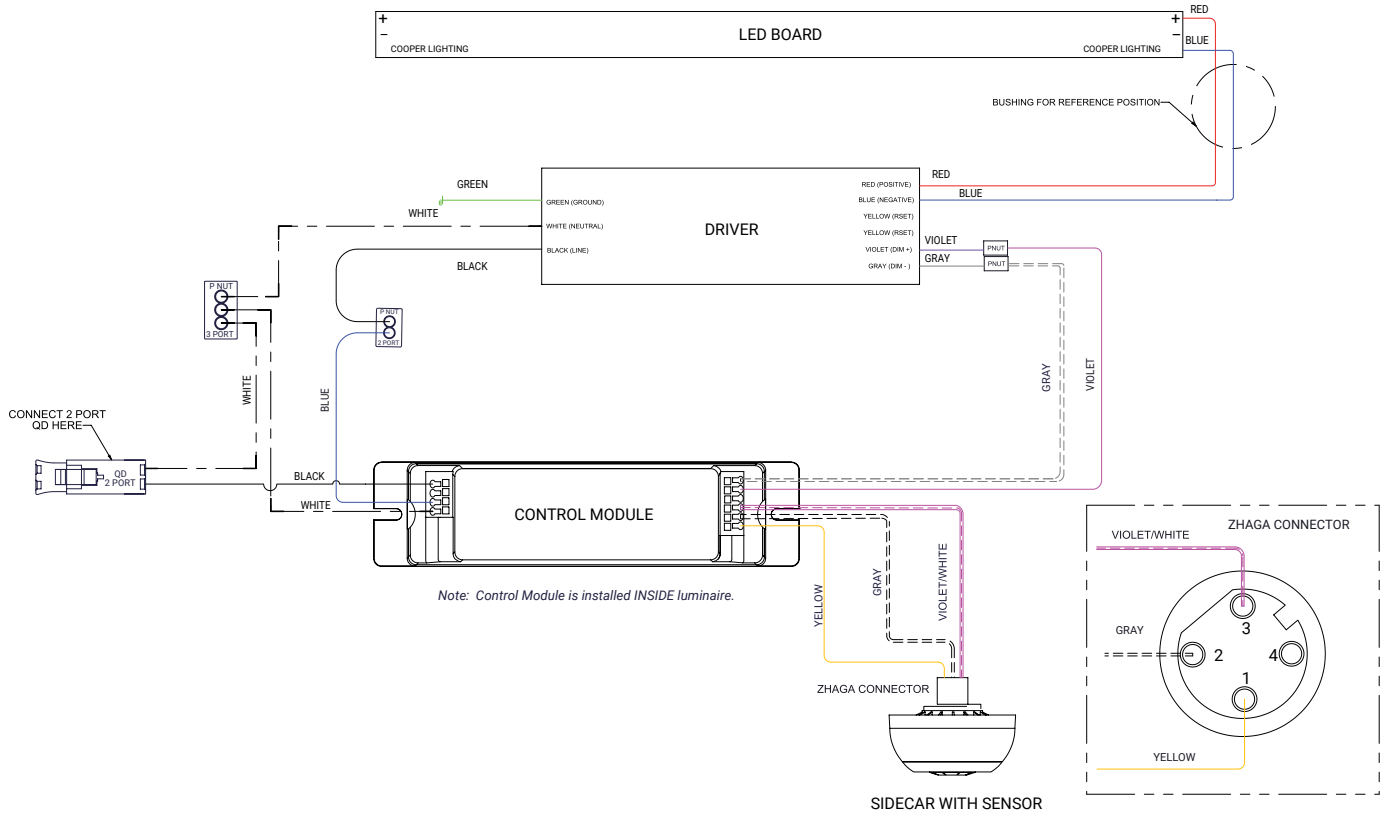 RED
+
+
LED BOARD
–
–
BLUE
COOPER LIGHTING
COOPER LIGHTING
BUSHING FOR REFERENCE POSITION
GREEN
RED
RED (POSITIVE)
BLUE
GREEN (GROUND)
BLUE (NEGATIVE)
WHITE
YELLOW (RSET)
WHITE (NEUTRAL)
DRIVER
YELLOW (RSET)
VIOLET
BLACK (LINE)
VIOLET (DIM +)
PNUT
GRAY
BLACK
GRAY (DIM - )
PNUT
P NUT
3 PORT
P NUT
2 PORT
WHITE
BLUE
GRAY
VIOLET
CONNECT 2 PORT
QD HERE
QD
2 PORT
BLACK
WHITE
CONTROL MODULE
Note: Control Module is installed INSIDE luminaire.
YELLOW
GRAY
VIOLET/WHITE
ZHAGA CONNECTOR
SIDECAR WITH SENSOR
ZHAGA CONNECTOR
VIOLET/WHITE
3
GRAY
2
4
1
YELLOW